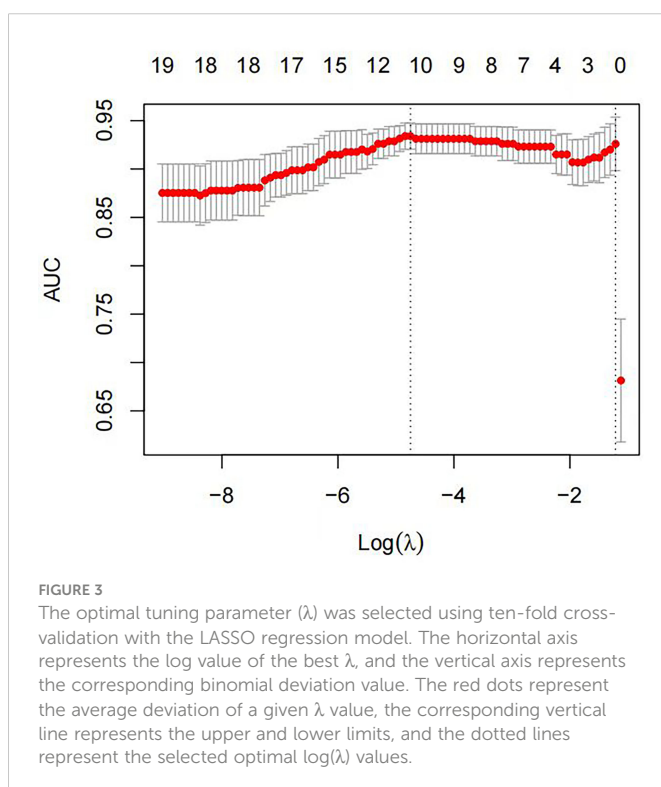 19 18 18 17 15 12 10 9 8 7 4 3 0
0.95
0.85
0.75
0.65
AUC
−8 −6 −4 −2
Log(λ)
FIGURE 3
The optimal tuning parameter (λ) was selected using ten-fold cross-
validation with the LASSO regression model. The horizontal axis
represents the log value of the best λ, and the vertical axis represents
the corresponding binomial deviation value. The red dots represent
the average deviation of a given λ value, the corresponding vertical
line represents the upper and lower limits, and the dotted lines
represent the selected optimal log(λ) values.